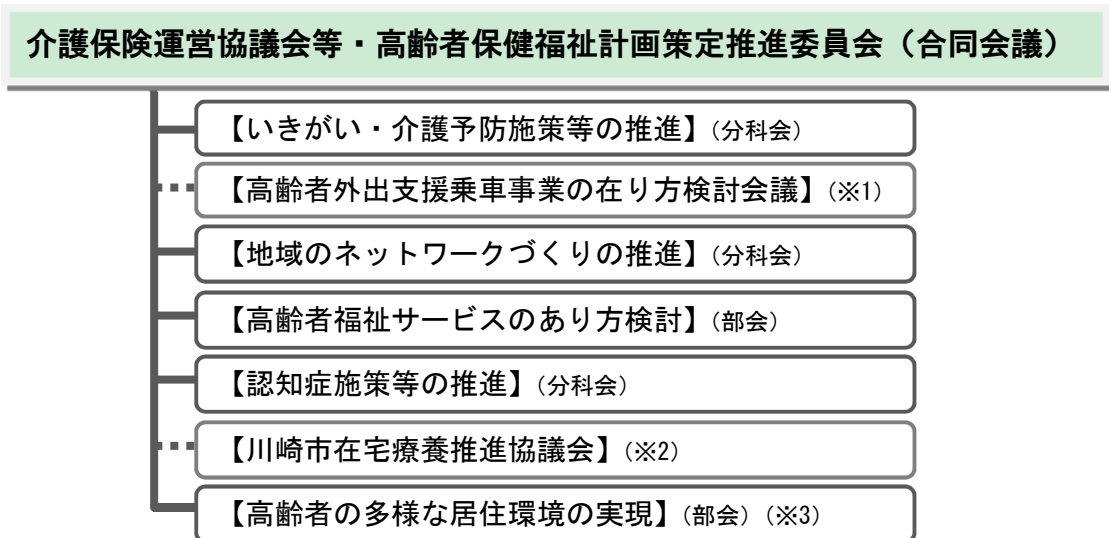 介護保険運営協議会等・高齢者保健福祉計画策定推進委員会（合同会議）
【いきがい・介護予防施策等の推進】（分科会）
【高齢者外出支援乗車事業の在り方検討会議】（※1）
【地域のネットワークづくりの推進】（分科会）
【高齢者福祉サービスのあり方検討】（部会）
【認知症施策等の推進】（分科会）
【川崎市在宅療養推進協議会】（※2）
【高齢者の多様な居住環境の実現】（部会）（※3）